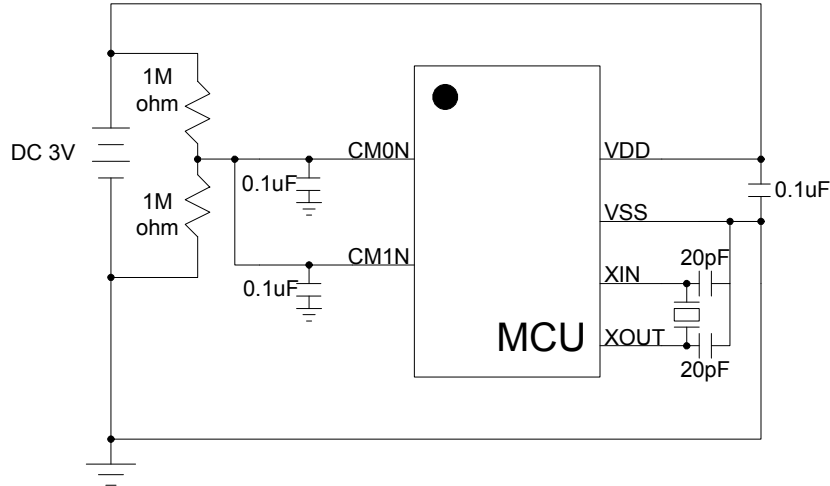 1M
ohm
DC 3V
CM0N
VDD
0.1uF
0.1uF
1M
ohm
VSS
CM1N
20pF
XIN
0.1uF
MCU
XOUT
20pF